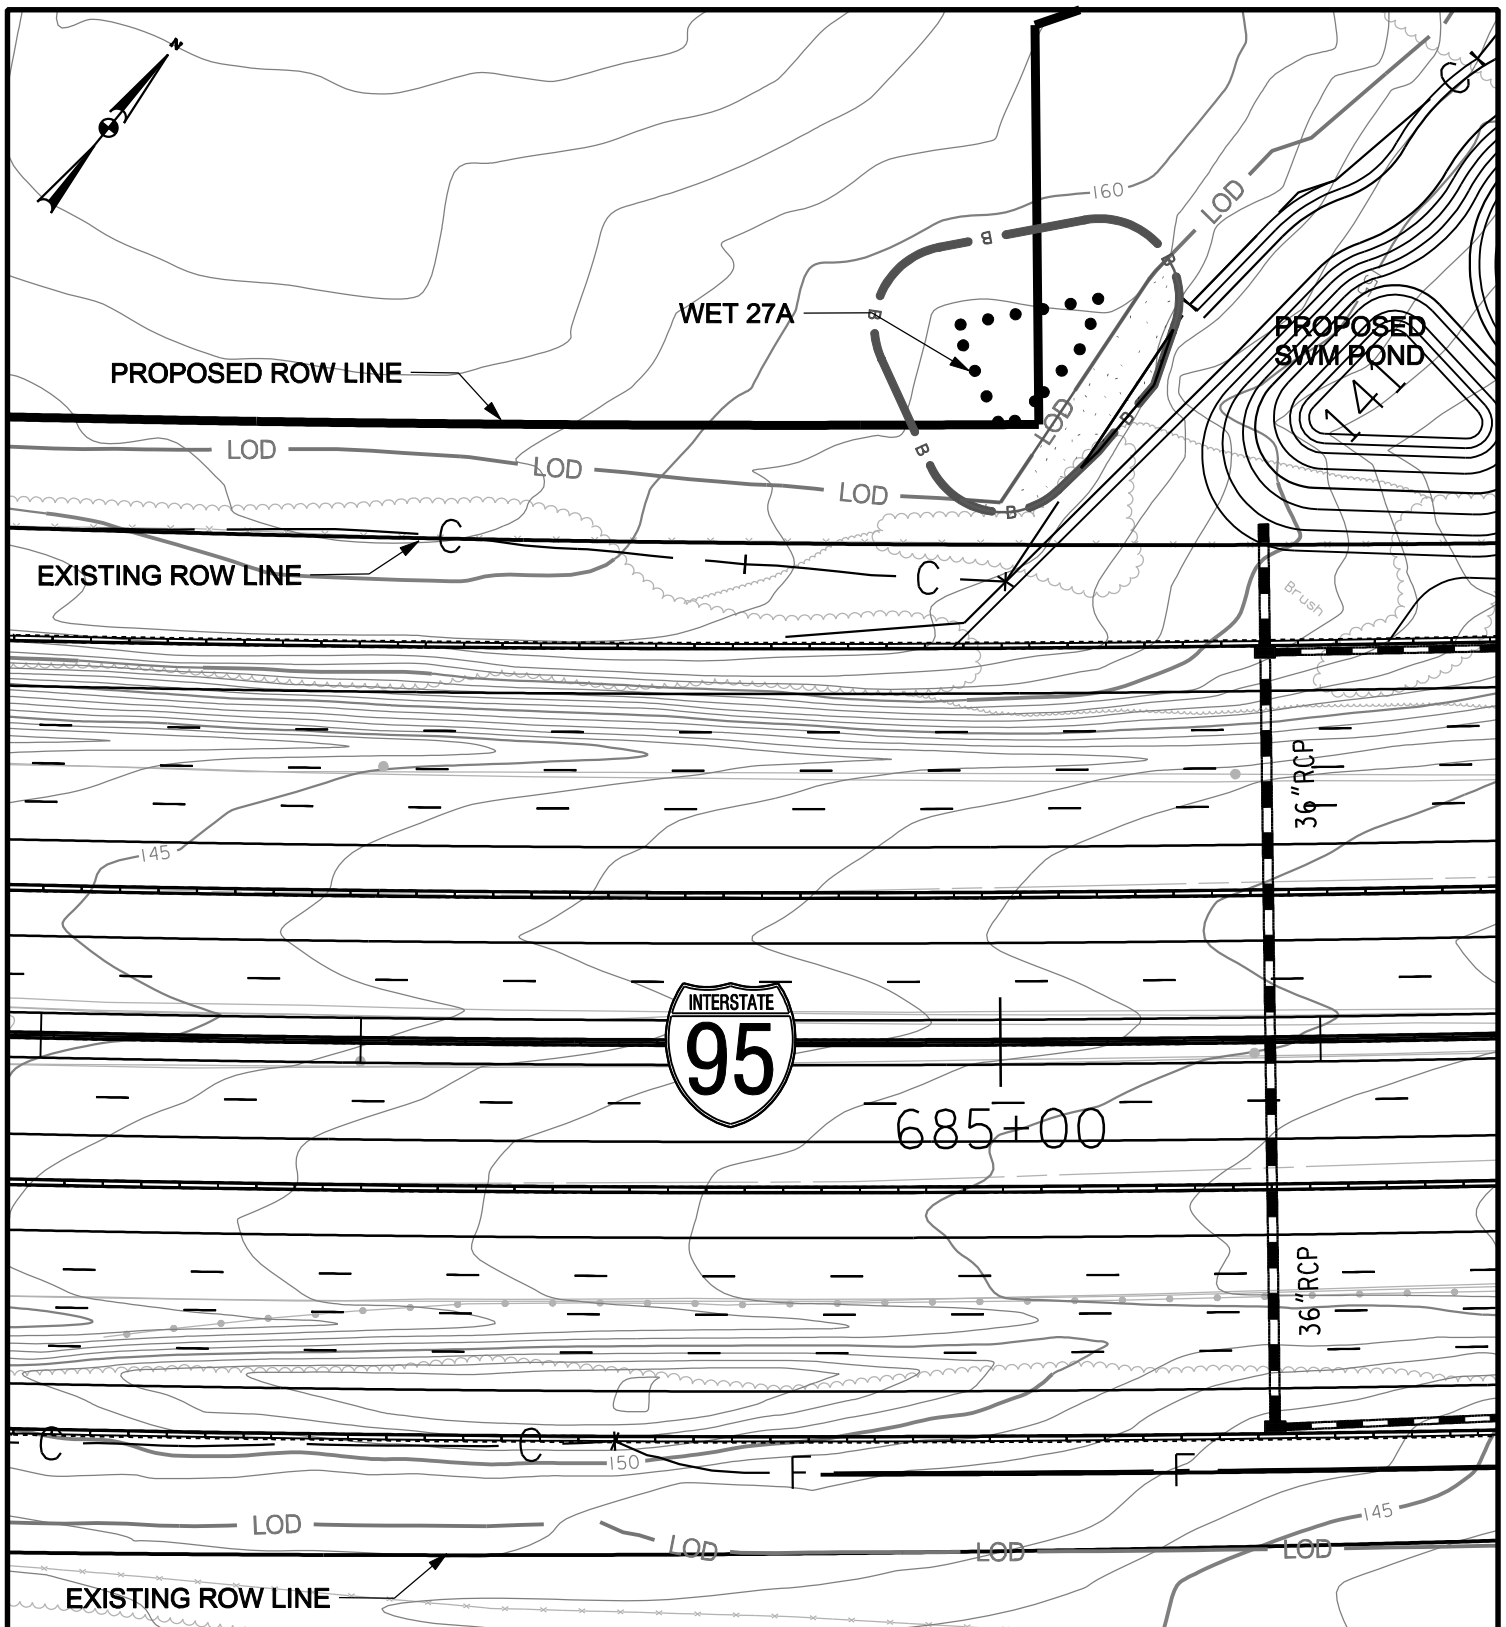 N
160
LOD
C
B
B
WET 27A
B
PROPOSED
SWM POND
141
PROPOSED ROW LINE
LOD
LOD
LOD
LOD
B
B
B
C
EXISTING ROW LINE
C
Brush
36"RCP
145
INTERSTATE
95
685+00
36"RCP
C
C
150
F
F
145
LOD
LOD
LOD
LOD
EXISTING ROW LINE